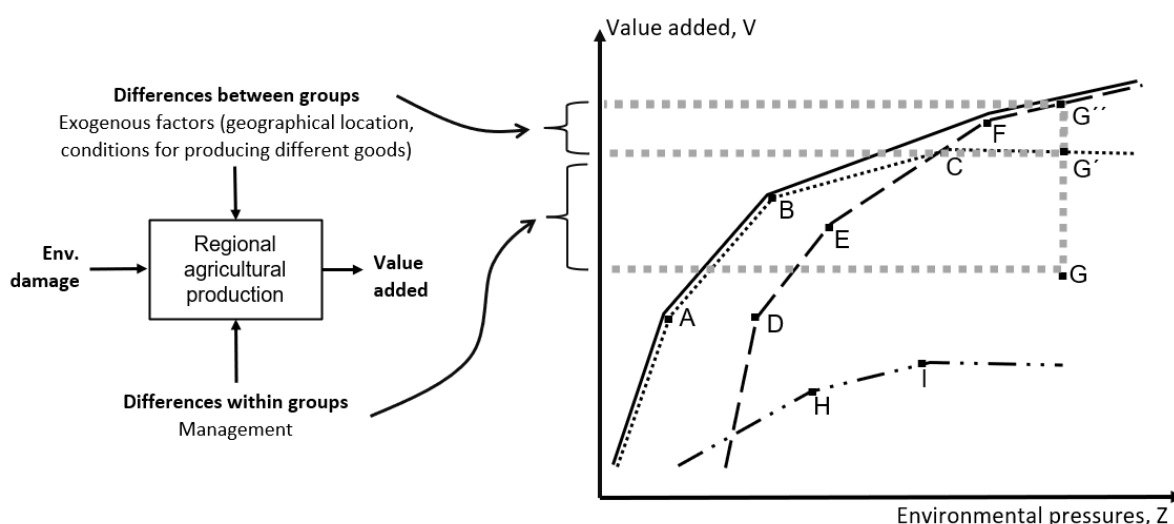 Differences between groups
Exogenous factors (geographical location,
conditions for producing different goods)
Env.
damage
Regional
agricultural
production
Value
added
Differences within groups
Management
Value added, V
G´´
F
G´
C
B
E
G
A
D
I
H
Environmental pressures, Z